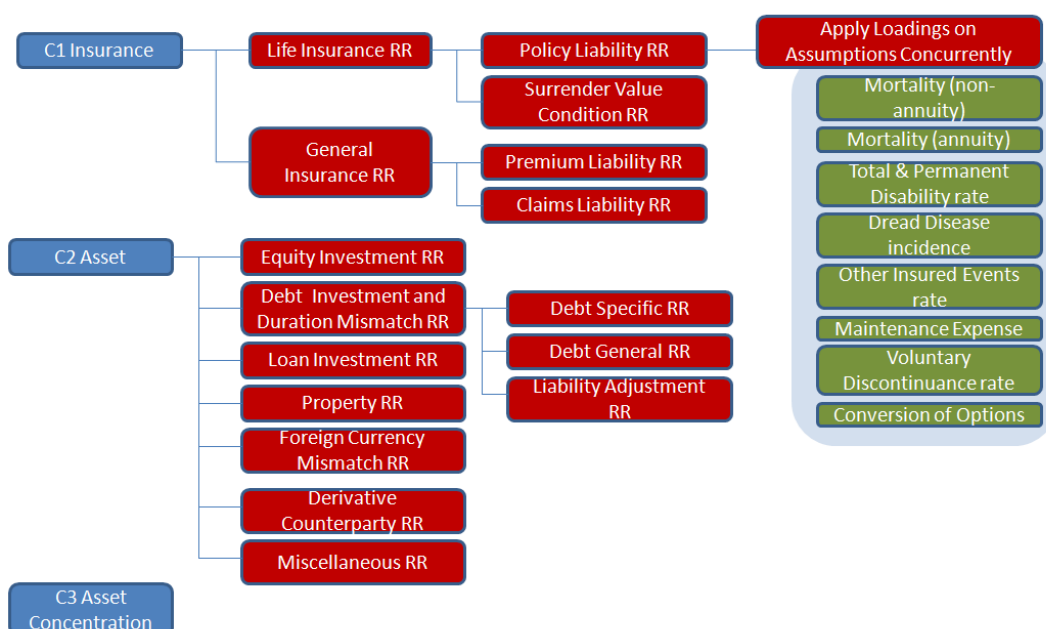 C1 Insurance
Life Insurance RR
Policy Liability RR
Apply Loadings on
Assumptions Concurrently
Surrender Value
Condition RR
General
Insurance RR
Premium Liability RR
Claims Liability RR
Mortality (non-
annuity)
Mortality (annuity)
Total & Permanent
Disability rate
Dread Disease
incidence
Other Insured Events
rate
Maintenance Expense
Voluntary
Discontinuance rate
Conversion of Options
C2 Asset
Equity Investment RR
Debt Investment and
Duration Mismatch RR
Debt Specific RR
Debt General RR
Liability Adjustment
RR
Loan Investment RR
Property RR
Foreign Currency
Mismatch RR
Derivative
Counterparty RR
Miscellaneous RR
C3 Asset
Concentration